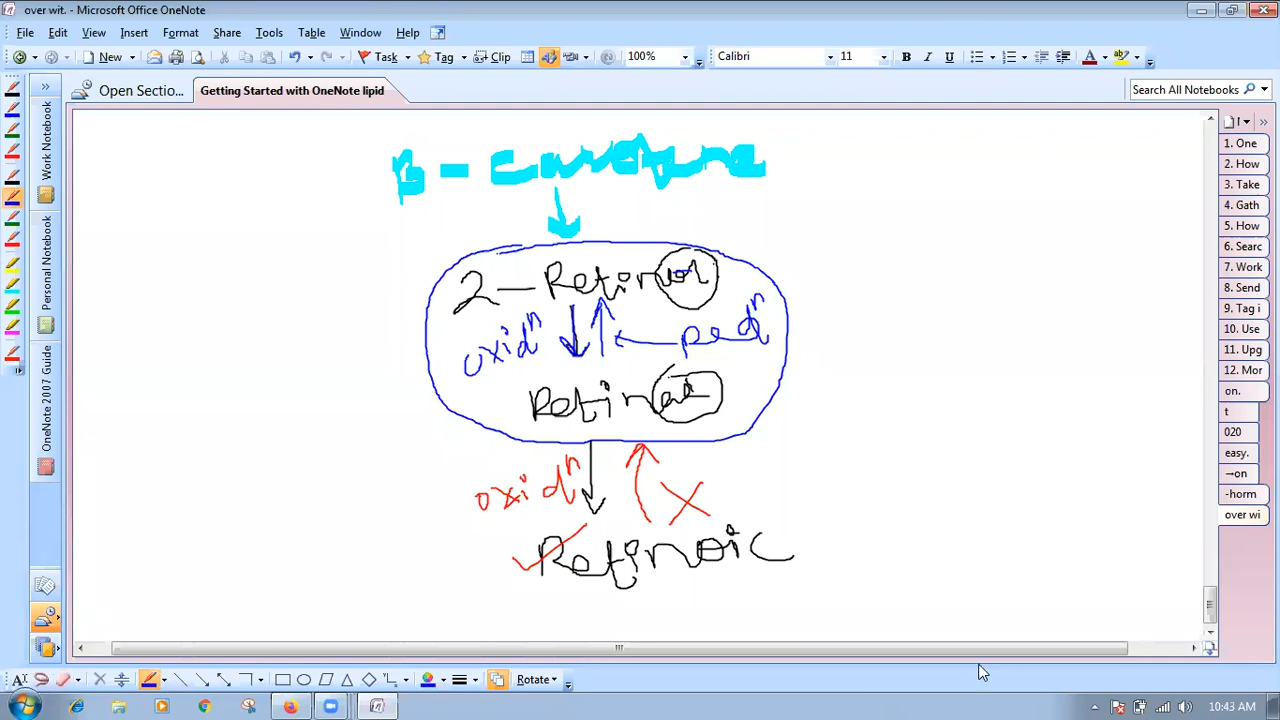 over wit. - Microsoft Office OneNote
File Edit View Insert Format Share Tools Table Window Help
New Task Tag Clip 100% Calibri 11 B I U A ab
Open Sectio... Getting Started with OneNote lipid Search All Notebooks
Work Notebook
Personal Notebook
OneNote 2007 Guide
β - Carotene
2 - Retinol
oxidⁿ redⁿ
Retinal
oxidⁿ X
Retinoic
1. One
2. How
3. Take
4. Gath
5. How
6. Searc
7. Work
8. Send
9. Tag i
10. Use
11. Upg
12. Mor
on.
t
020
easy.
→on
-horm
over wi
Rotate
10:43 AM